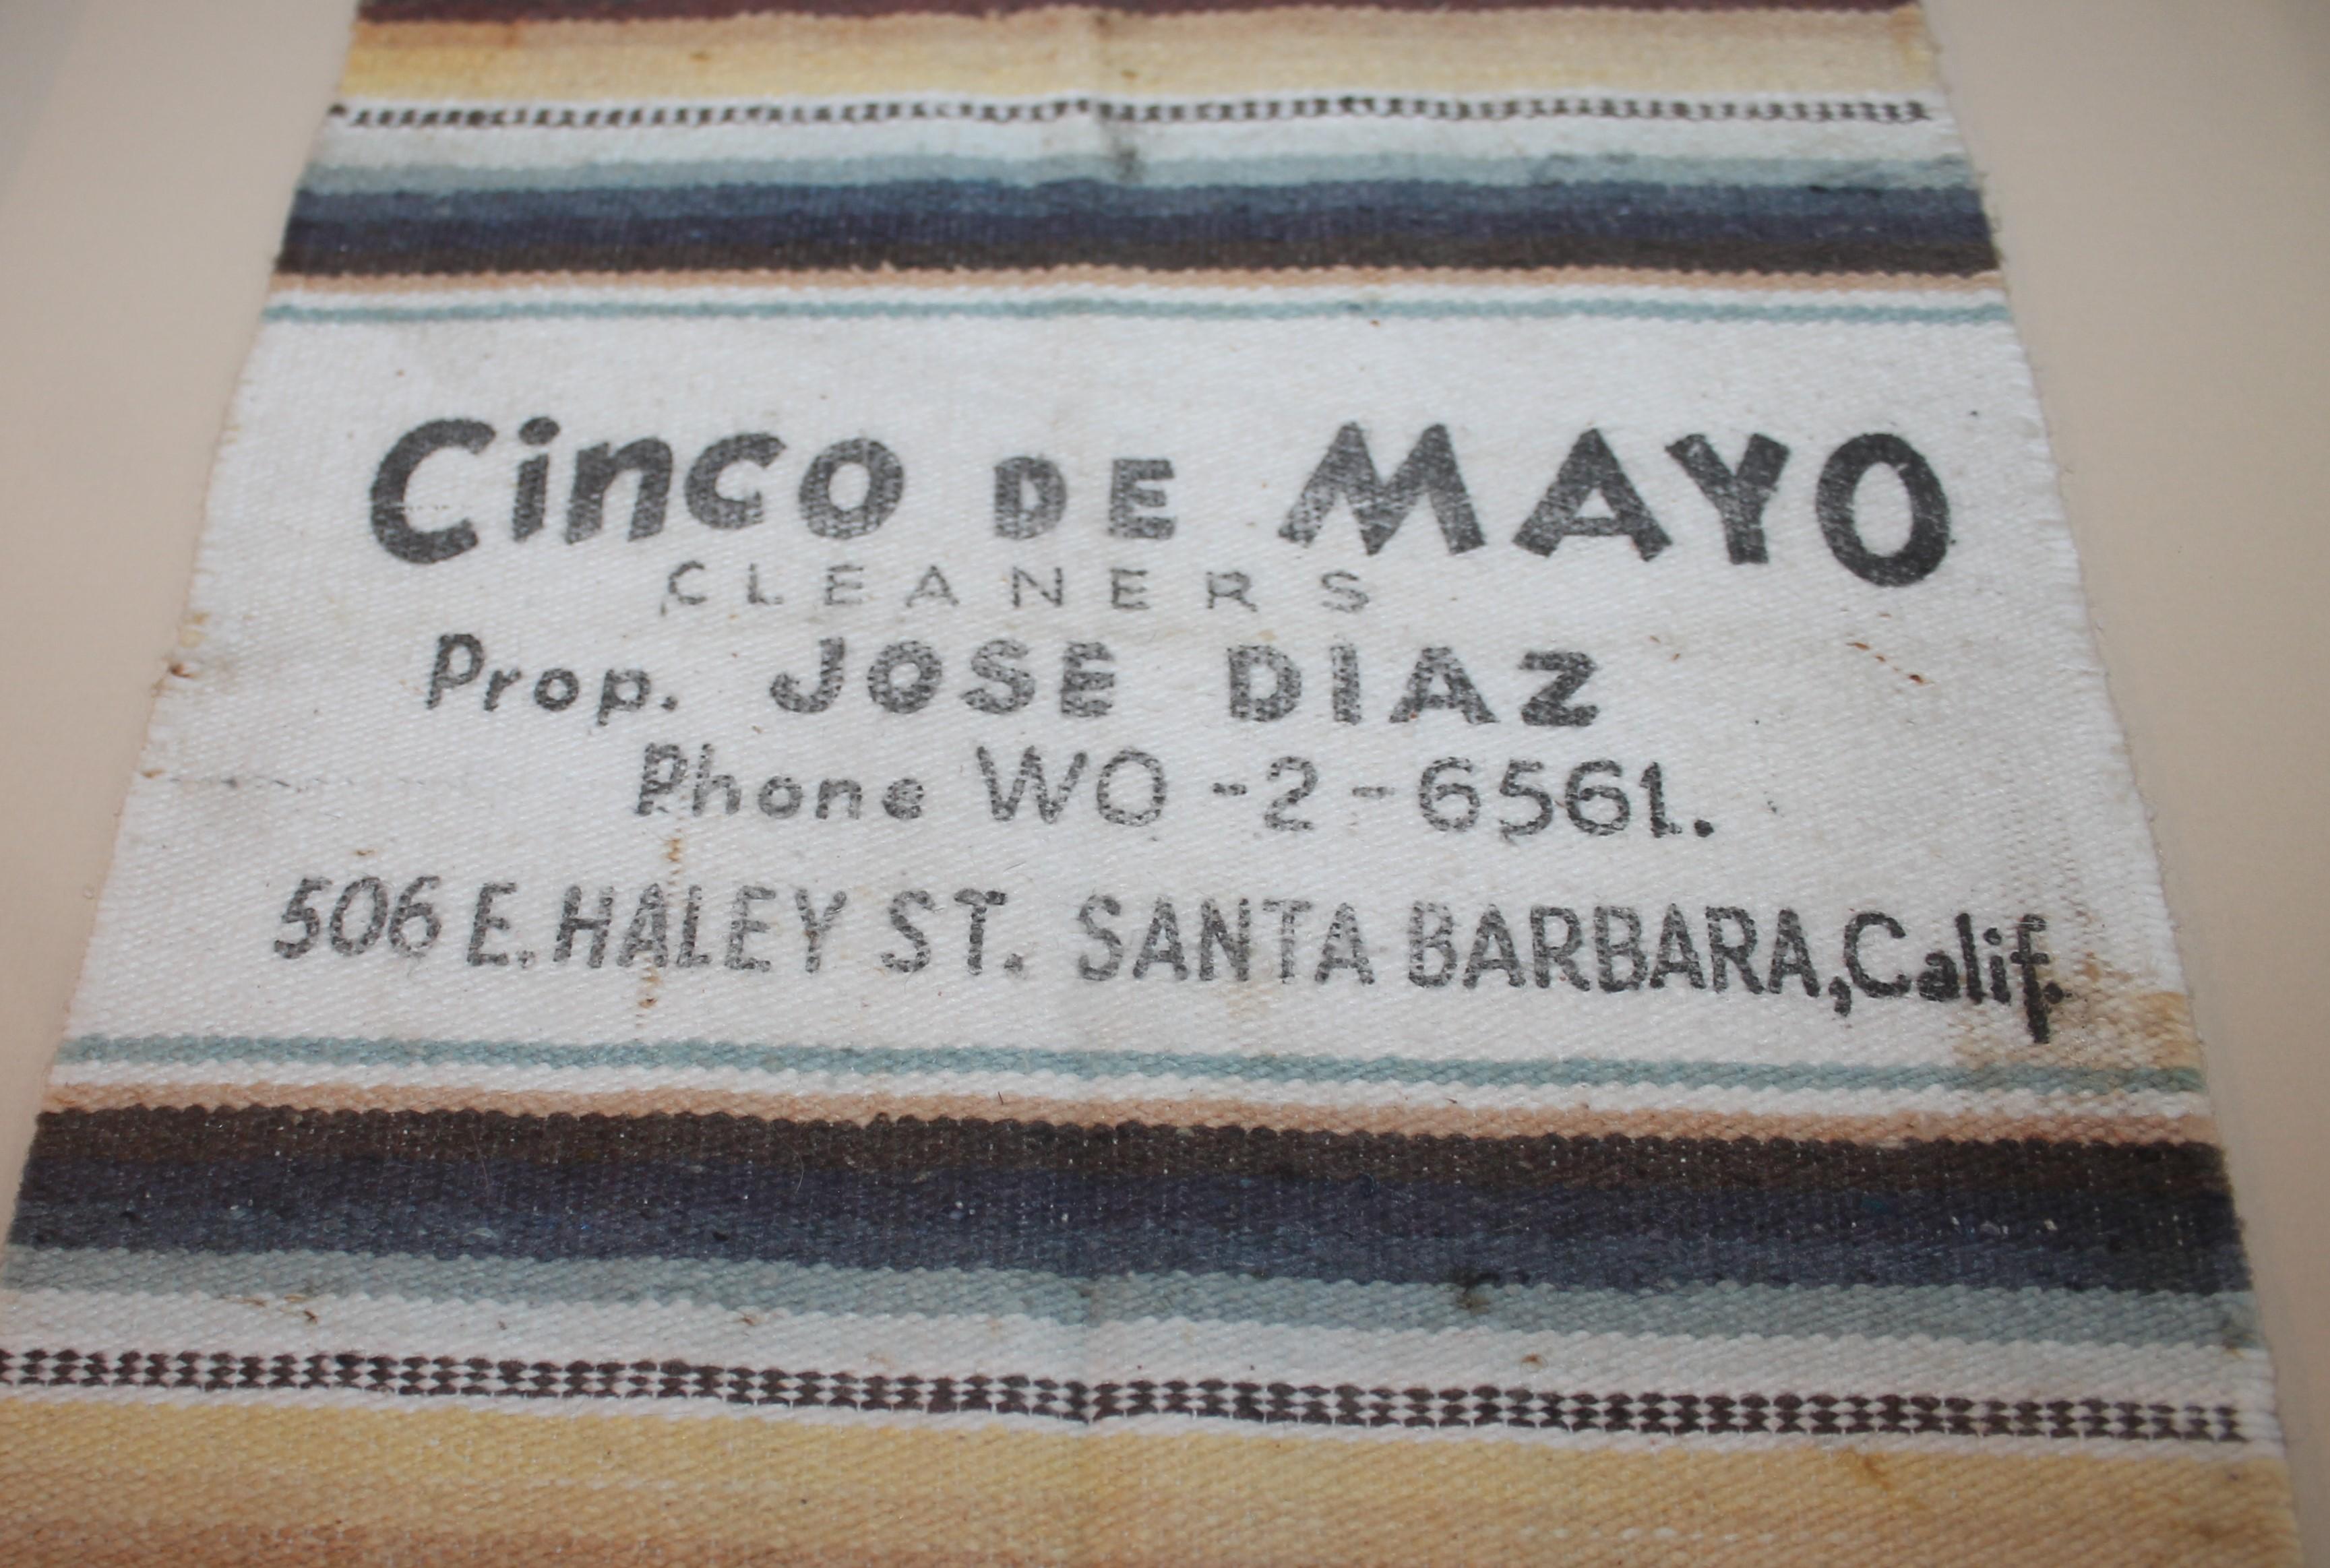 Cinco DE MAYO
CLEANERS
Prop. JOSE DIAZ
Phone WO-2-6561.
506 E. HALEY ST. SANTA BARBARA, Calif.